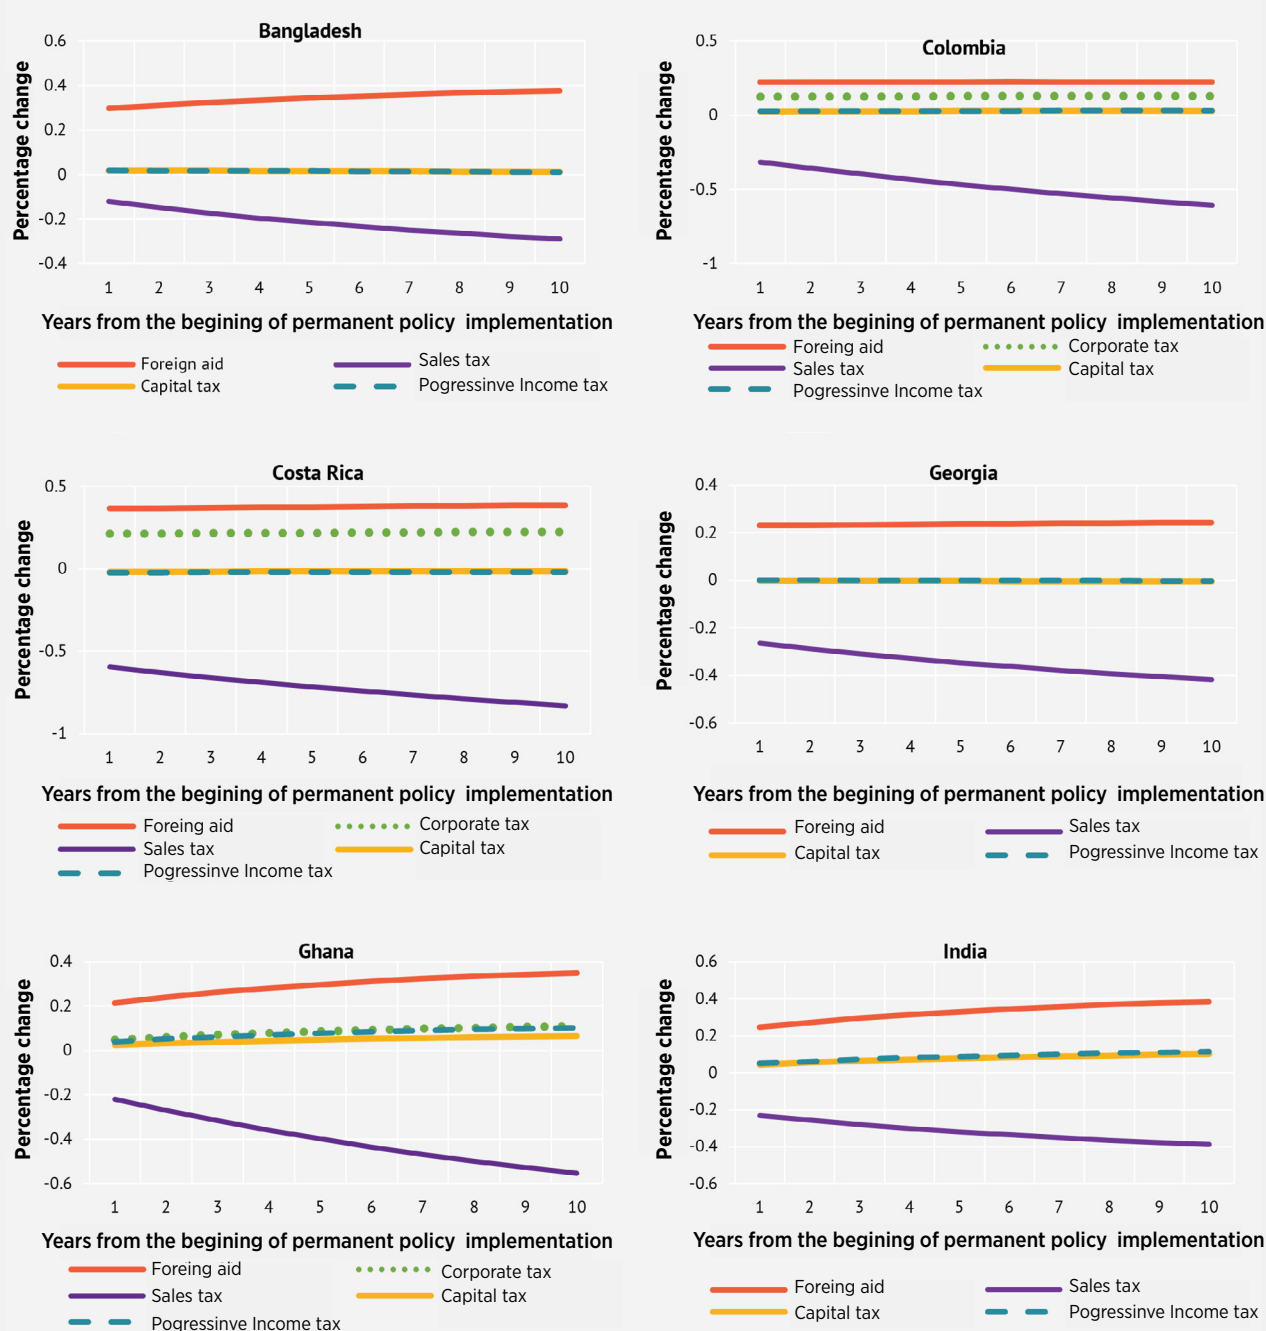 Bangladesh
Percentage change
0.6
0.4
0.2
0
-0.2
-0.4
1 2 3 4 5 6 7 8 9 10
Years from the begining of permanent policy implementation
Foreign aid
Sales tax
Capital tax
Pogressinve Income tax
Colombia
Percentage change
0.5
0
-0.5
-1
1 2 3 4 5 6 7 8 9 10
Years from the begining of permanent policy implementation
Foreing aid
Corporate tax
Sales tax
Capital tax
Pogressinve Income tax
Costa Rica
Percentage change
0.5
0
-0.5
-1
1 2 3 4 5 6 7 8 9 10
Years from the begining of permanent policy implementation
Foreing aid
Corporate tax
Sales tax
Capital tax
Pogressinve Income tax
Georgia
Percentage change
0.4
0.2
0
-0.2
-0.4
-0.6
1 2 3 4 5 6 7 8 9 10
Years from the begining of permanent policy implementation
Foreing aid
Sales tax
Capital tax
Pogressinve Income tax
Ghana
Percentage change
0.4
0.2
0
-0.2
-0.4
-0.6
1 2 3 4 5 6 7 8 9 10
Years from the begining of permanent policy implementation
Foreing aid
Corporate tax
Sales tax
Capital tax
Pogressinve Income tax
India
Percentage change
0.6
0.4
0.2
0
-0.2
-0.4
-0.6
1 2 3 4 5 6 7 8 9 10
Years from the begining of permanent policy implementation
Foreing aid
Sales tax
Capital tax
Pogressinve Income tax